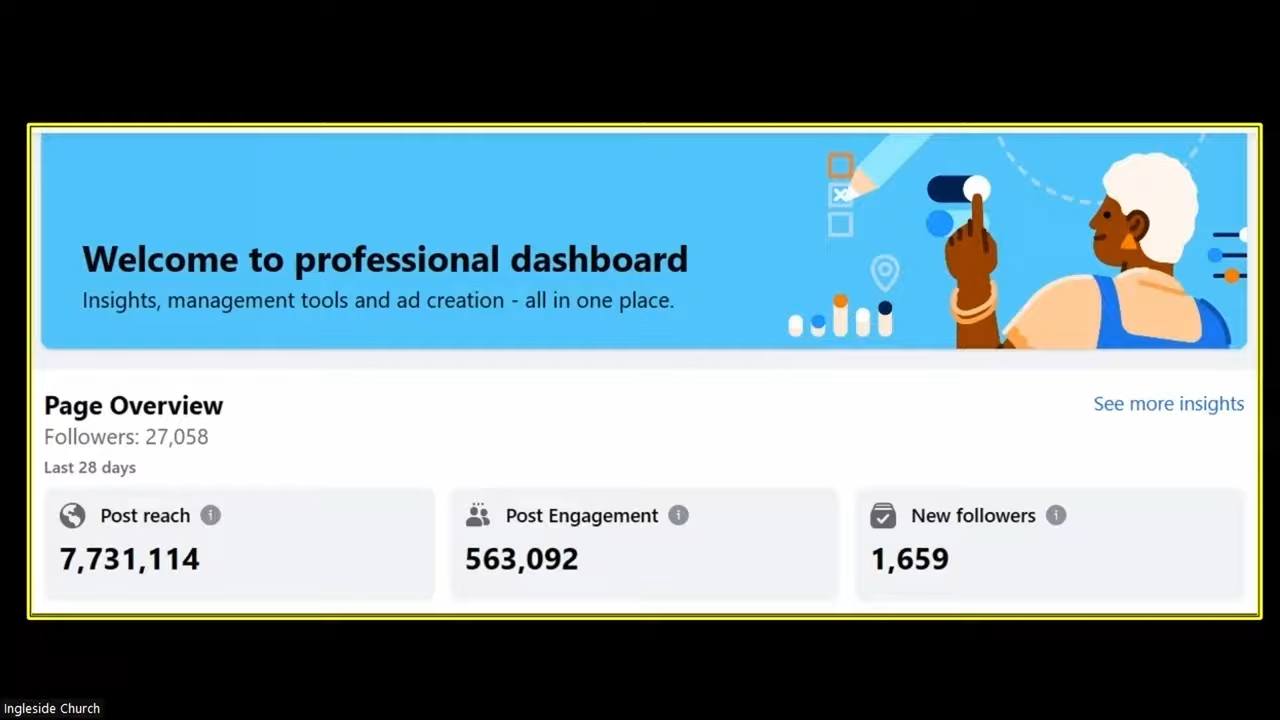 Welcome to professional dashboard
Insights, management tools and ad creation - all in one place.
Page Overview
See more insights
Followers: 27,058
Last 28 days
Post reach
7,731,114
Post Engagement
563,092
New followers
1,659
Ingleside Church